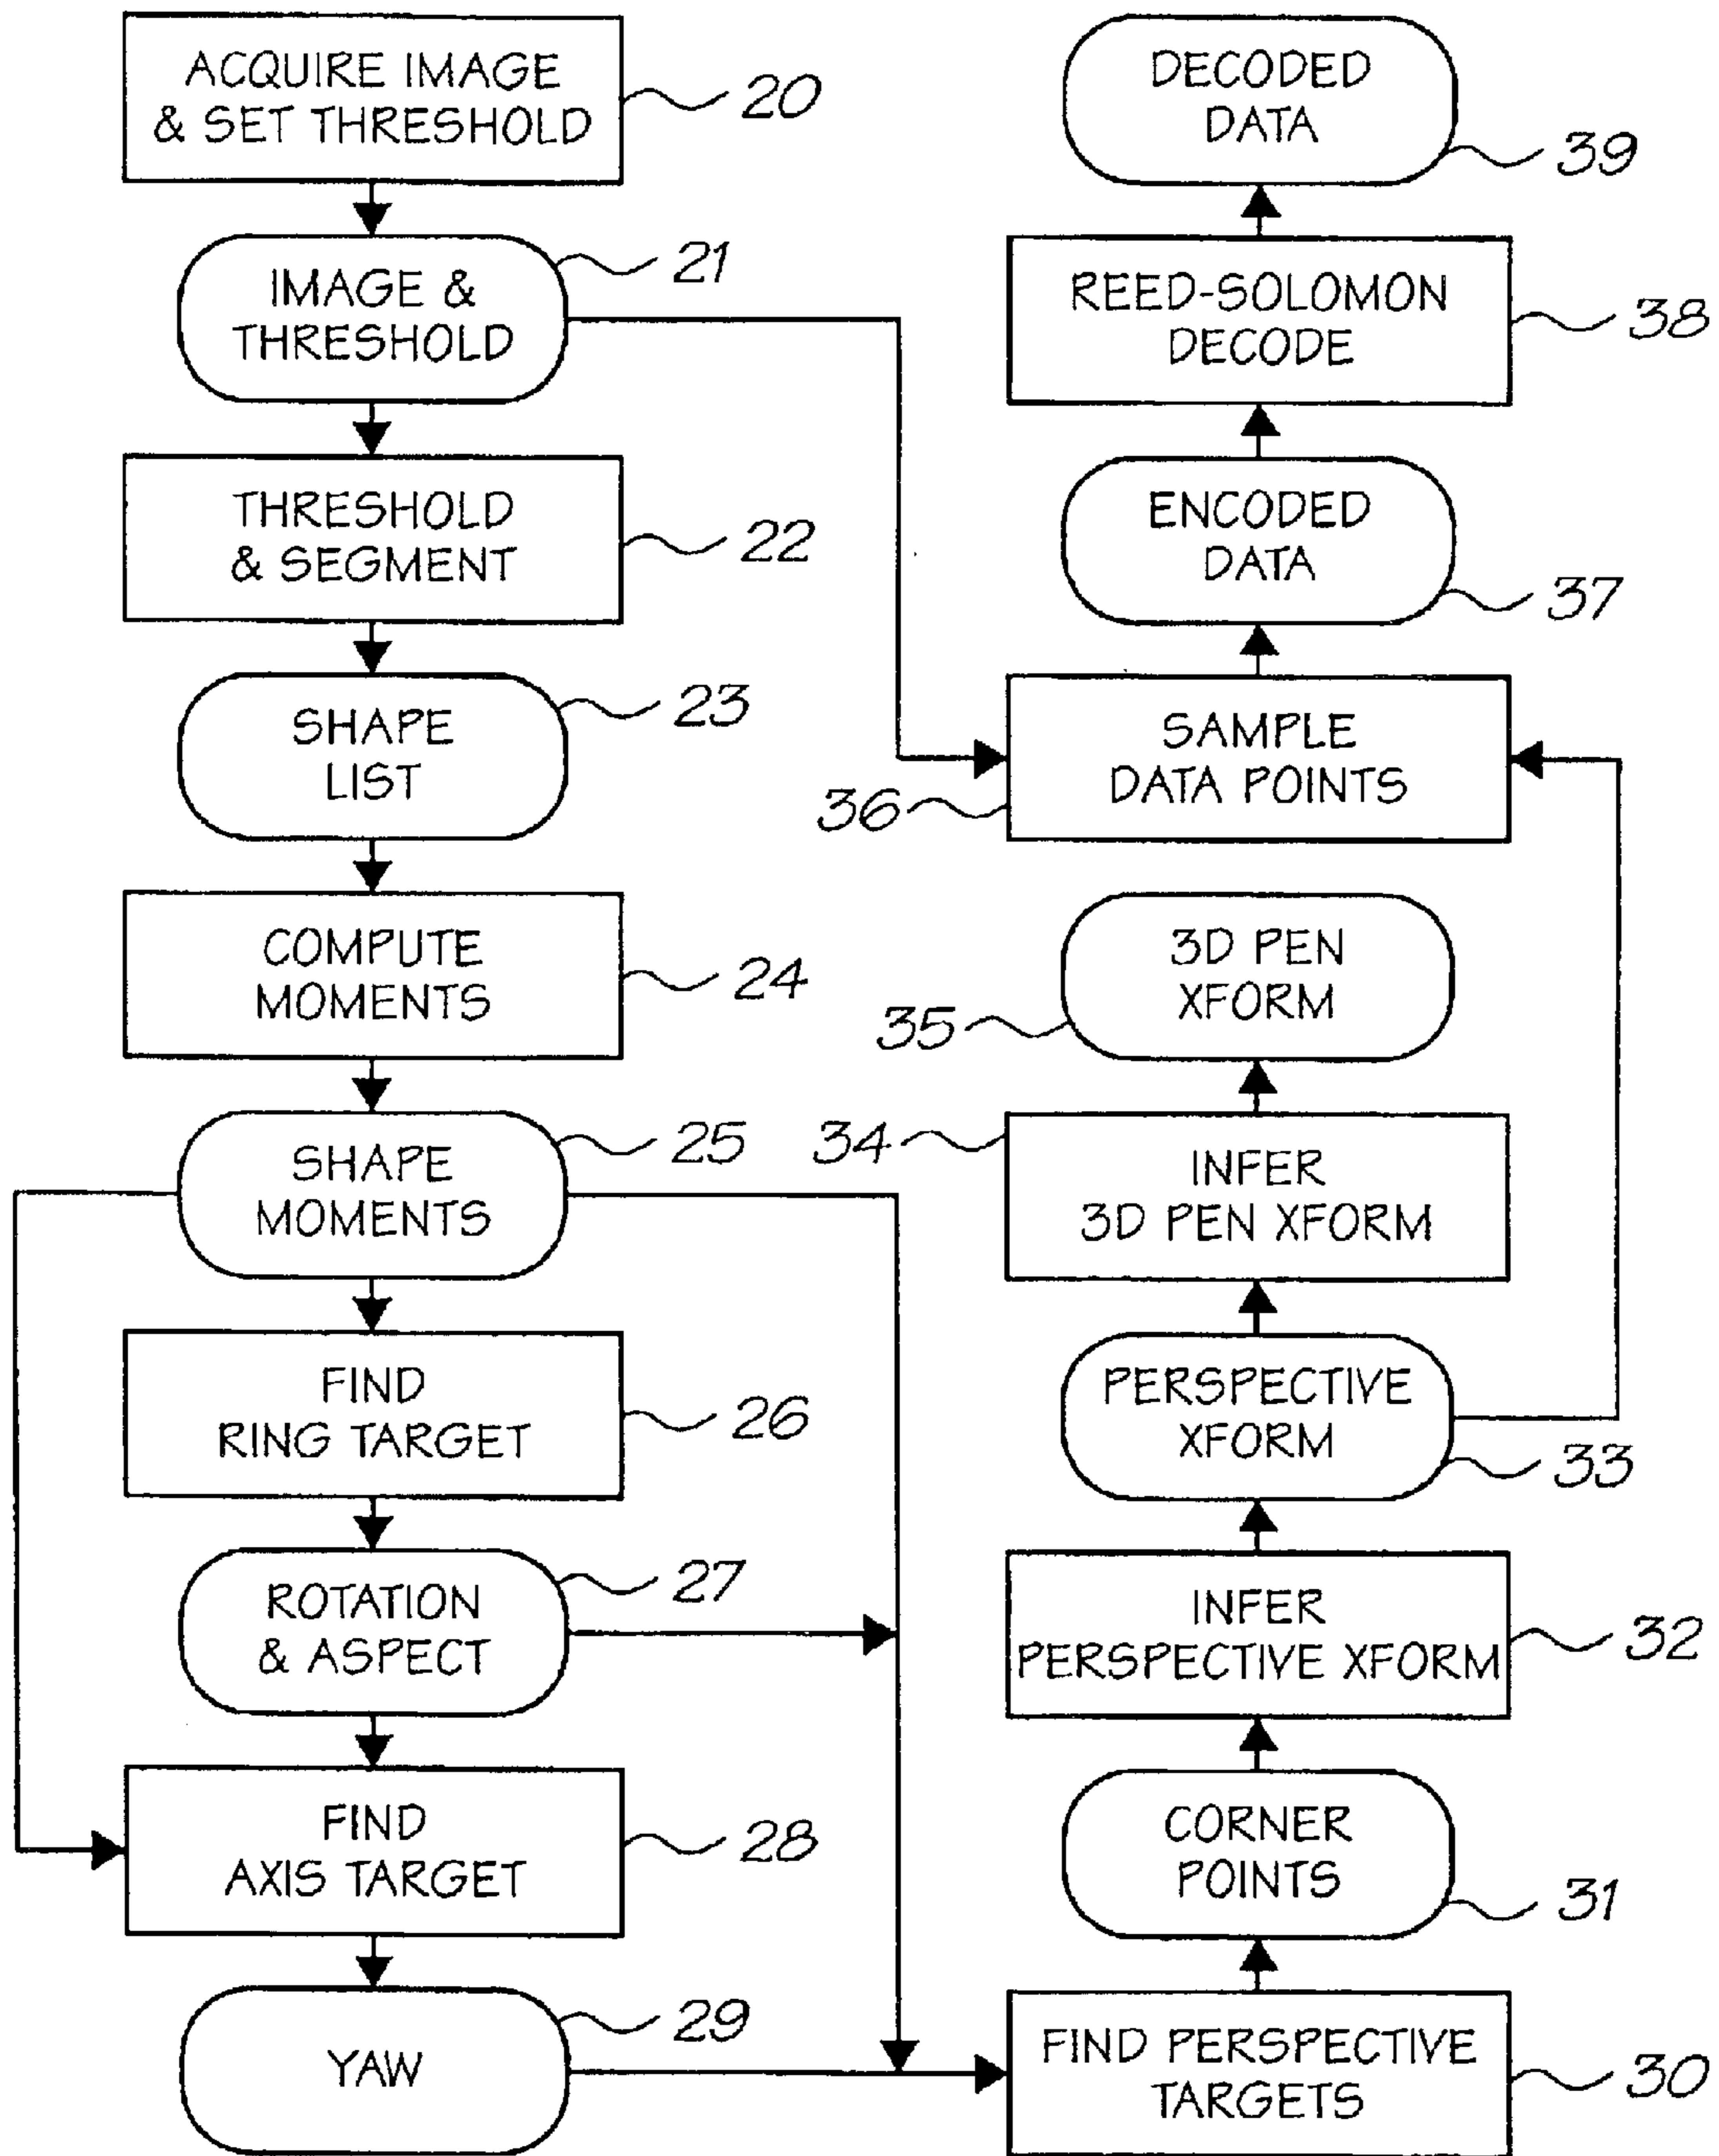 ACQUIRE IMAGE
& SET THRESHOLD
20
IMAGE &
THRESHOLD
21
THRESHOLD
& SEGMENT
22
SHAPE
LIST
23
COMPUTE
MOMENTS
24
SHAPE
MOMENTS
25
FIND
RING TARGET
26
ROTATION
& ASPECT
27
FIND
AXIS TARGET
28
YAW
29
FIND PERSPECTIVE
TARGETS
30
CORNER
POINTS
31
INFER
PERSPECTIVE XFORM
32
PERSPECTIVE
XFORM
33
INFER
3D PEN XFORM
34
3D PEN
XFORM
35
SAMPLE
DATA POINTS
36
ENCODED
DATA
37
REED-SOLOMON
DECODE
38
DECODED
DATA
39